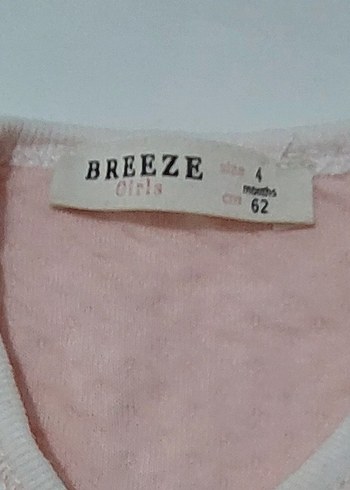 BREEZE
Girls
size 4
months
cm 62